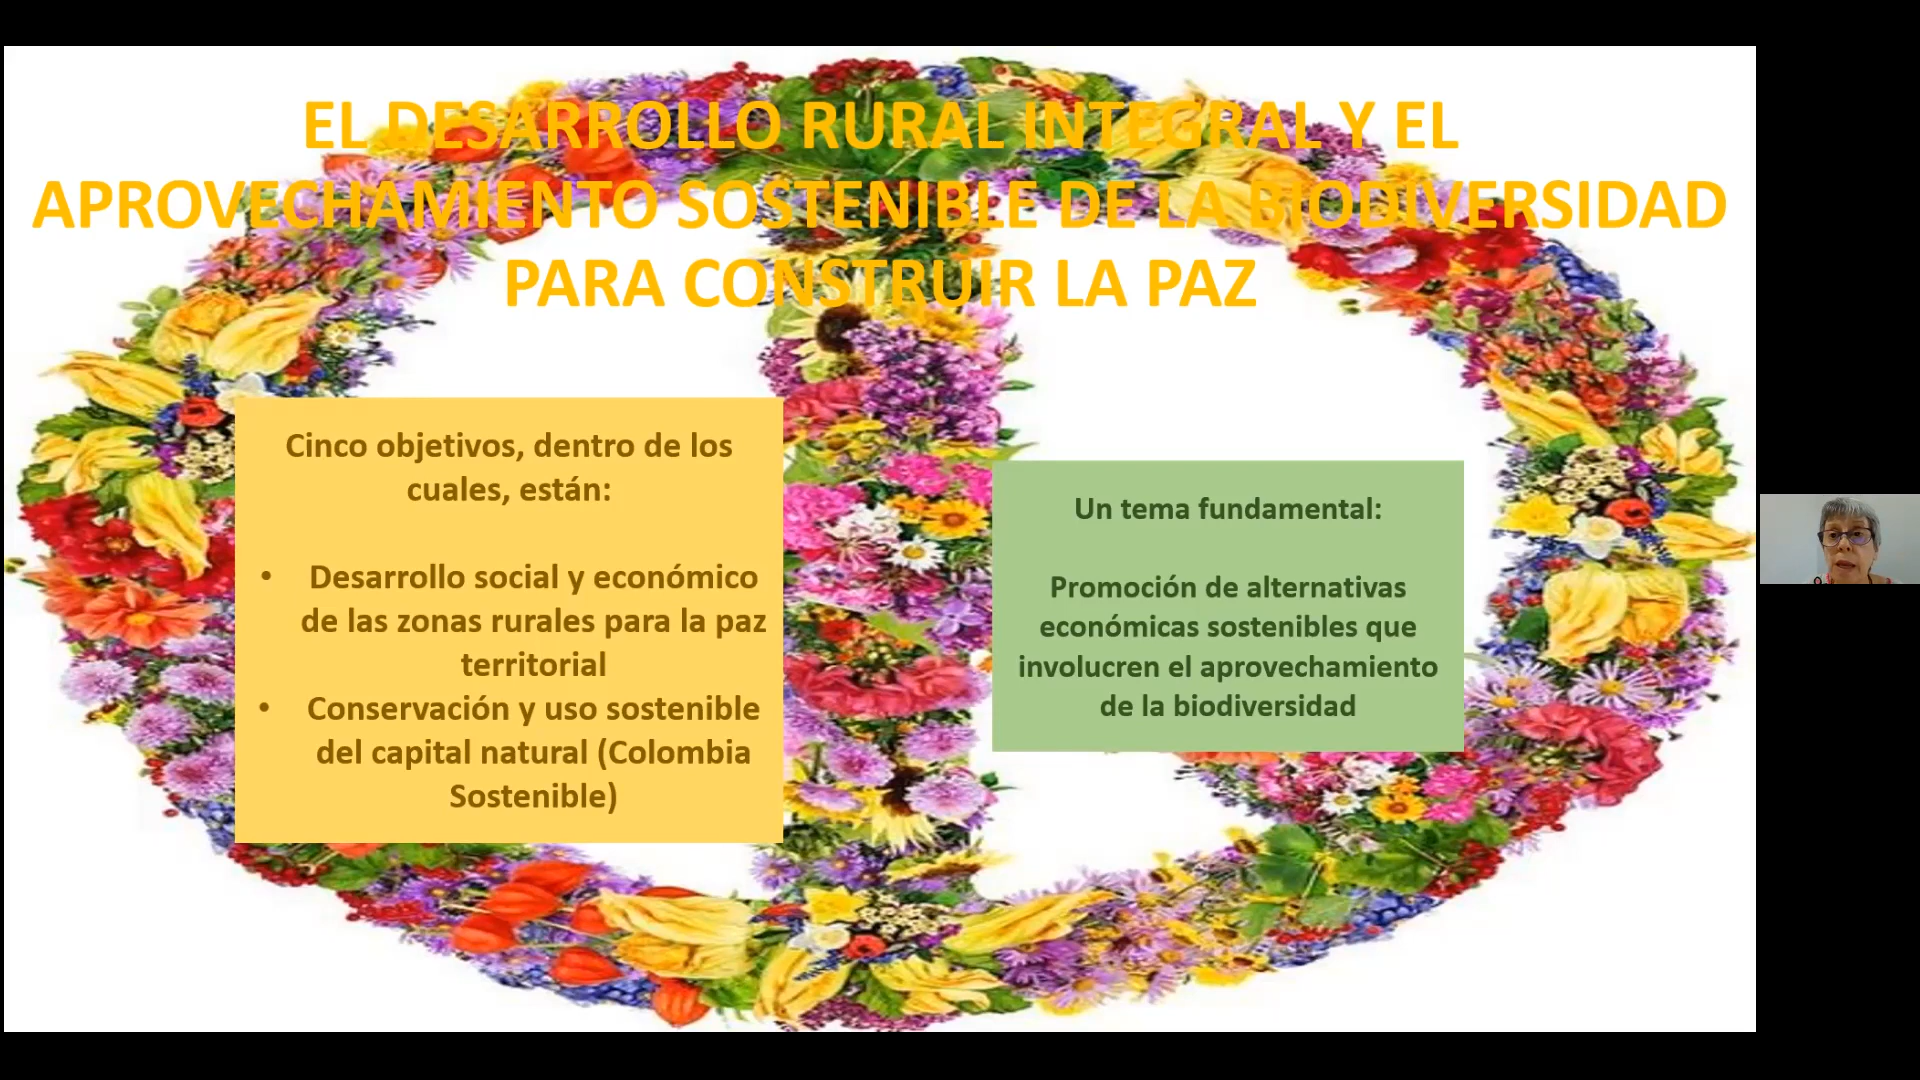 EL DESARROLLO RURAL INTEGRAL Y EL
APROVECHAMIENTO SOSTENIBLE DE LA BIODIVERSIDAD
PARA CONSTRUIR LA PAZ
Cinco objetivos, dentro de los
cuales, están:
• Desarrollo social y económico
de las zonas rurales para la paz
territorial
• Conservación y uso sostenible
del capital natural (Colombia
Sostenible)
Un tema fundamental:
Promoción de alternativas
económicas sostenibles que
involucren el aprovechamiento
de la biodiversidad